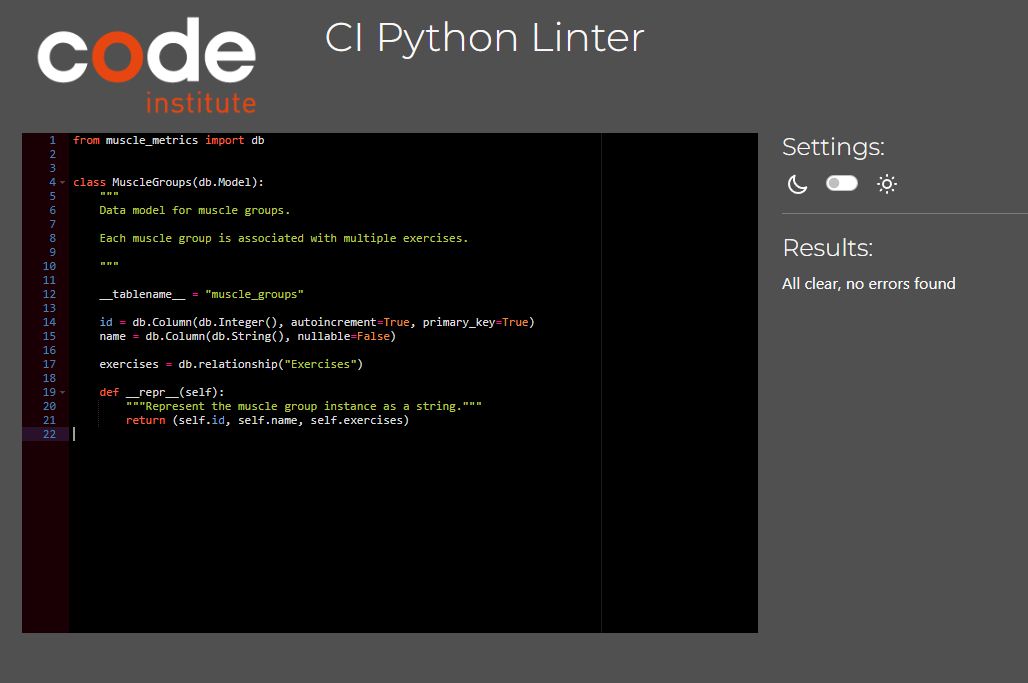 code
institute
CI Python Linter
1 from muscle_metrics import db
2
3
4 class MuscleGroups(db.Model):
5     """
6     Data model for muscle groups.
7
8     Each muscle group is associated with multiple exercises.
9
10     """
11
12     __tablename__ = "muscle_groups"
13
14     id = db.Column(db.Integer(), autoincrement=True, primary_key=True)
15     name = db.Column(db.String(), nullable=False)
16
17     exercises = db.relationship("Exercises")
18
19     def __repr__(self):
20         """Represent the muscle group instance as a string."""
21         return (self.id, self.name, self.exercises)
22
Settings:
Results:
All clear, no errors found